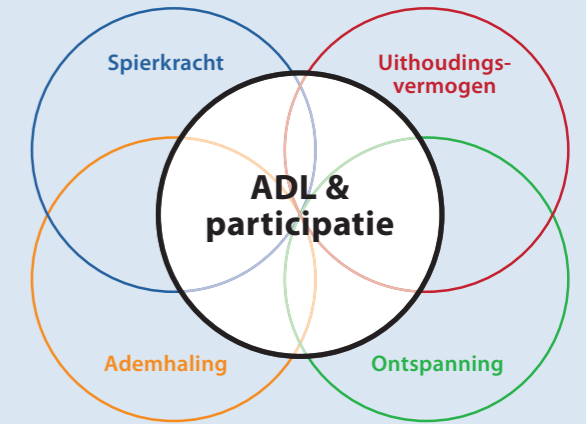 Spierkracht
Uithoudings-
vermogen
ADL &
participatie
Ademhaling
Ontspanning